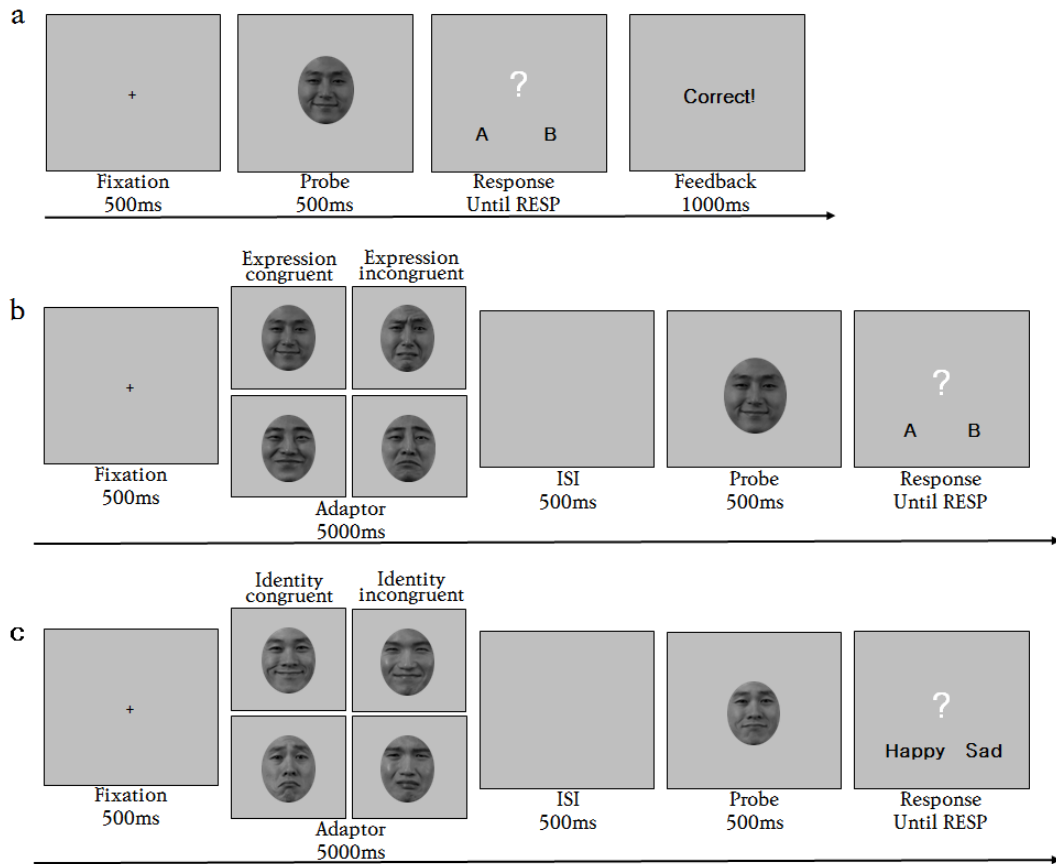 a
+
?
A B
Correct!
Fixation
500ms
Probe
500ms
Response
Until RESP
Feedback
1000ms
b
Expression
congruent
Expression
incongruent
+
?
A B
Fixation
500ms
Adaptor
5000ms
ISI
500ms
Probe
500ms
Response
Until RESP
c
Identity
congruent
Identity
incongruent
+
?
Happy Sad
Fixation
500ms
Adaptor
5000ms
ISI
500ms
Probe
500ms
Response
Until RESP